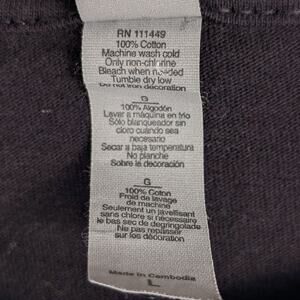 RN 111449
100% Cotton
Machine wash cold
Only non-chlorine
Bleach when needed
Tumble dry low
Do not iron decoration
G
100% Algodón
Lavar a máquina en frio
Sólo blanqueador sin
cloro cuando sea
necesario
Secar a baja temperatura
No planche
Sobre la decoración
G
100% Coton
Froid de lavage
de machine
Seulement un javellisant
sans chlore si nécessaire
le bas sec de degringolade
Ne pas repasser
sur les décoration
Made in Cambodia
L